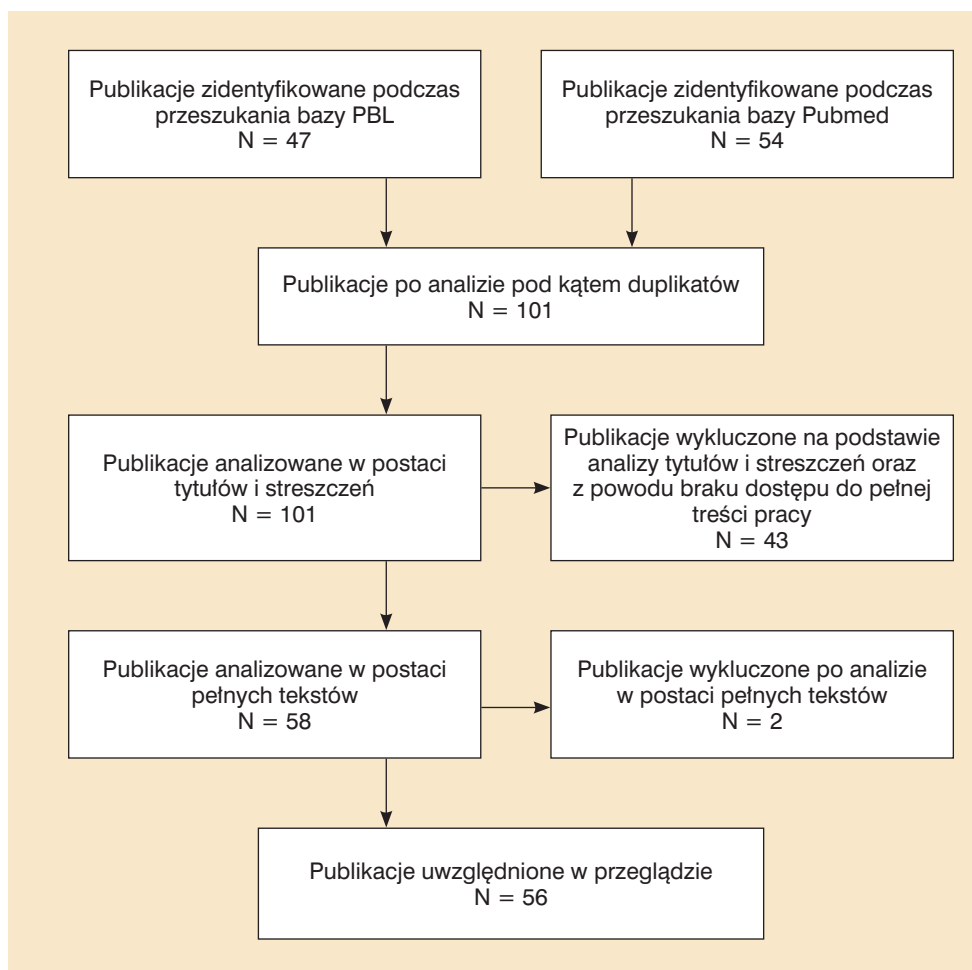 Publikacje zidentyfikowane podczas
przeszukania bazy PBL
N = 47
Publikacje zidentyfikowane podczas
przeszukania bazy Pubmed
N = 54
Publikacje po analizie pod kątem duplikatów
N = 101
Publikacje analizowane w postaci
tytułów i streszczeń
N = 101
Publikacje wykluczone na podstawie
analizy tytułów i streszczeń oraz
z powodu braku dostępu do pełnej
treści pracy
N = 43
Publikacje analizowane w postaci
pełnych tekstów
N = 58
Publikacje wykluczone po analizie
w postaci pełnych tekstów
N = 2
Publikacje uwzględnione w przeglądzie
N = 56